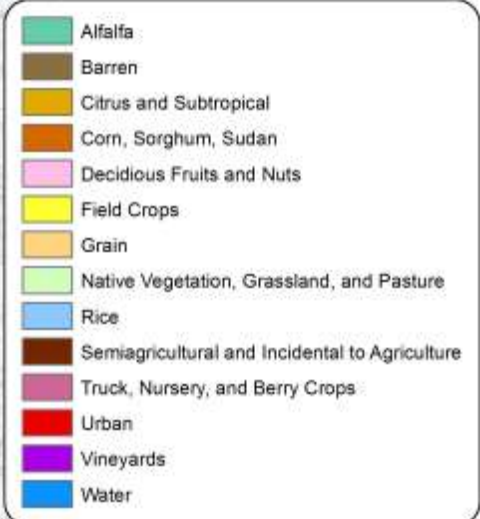 Alfalfa
Barren
Citrus and Subtropical
Corn, Sorghum, Sudan
Decidious Fruits and Nuts
Field Crops
Grain
Native Vegetation, Grassland, and Pasture
Rice
Semiagricultural and Incidental to Agriculture
Truck, Nursery, and Berry Crops
Urban
Vineyards
Water